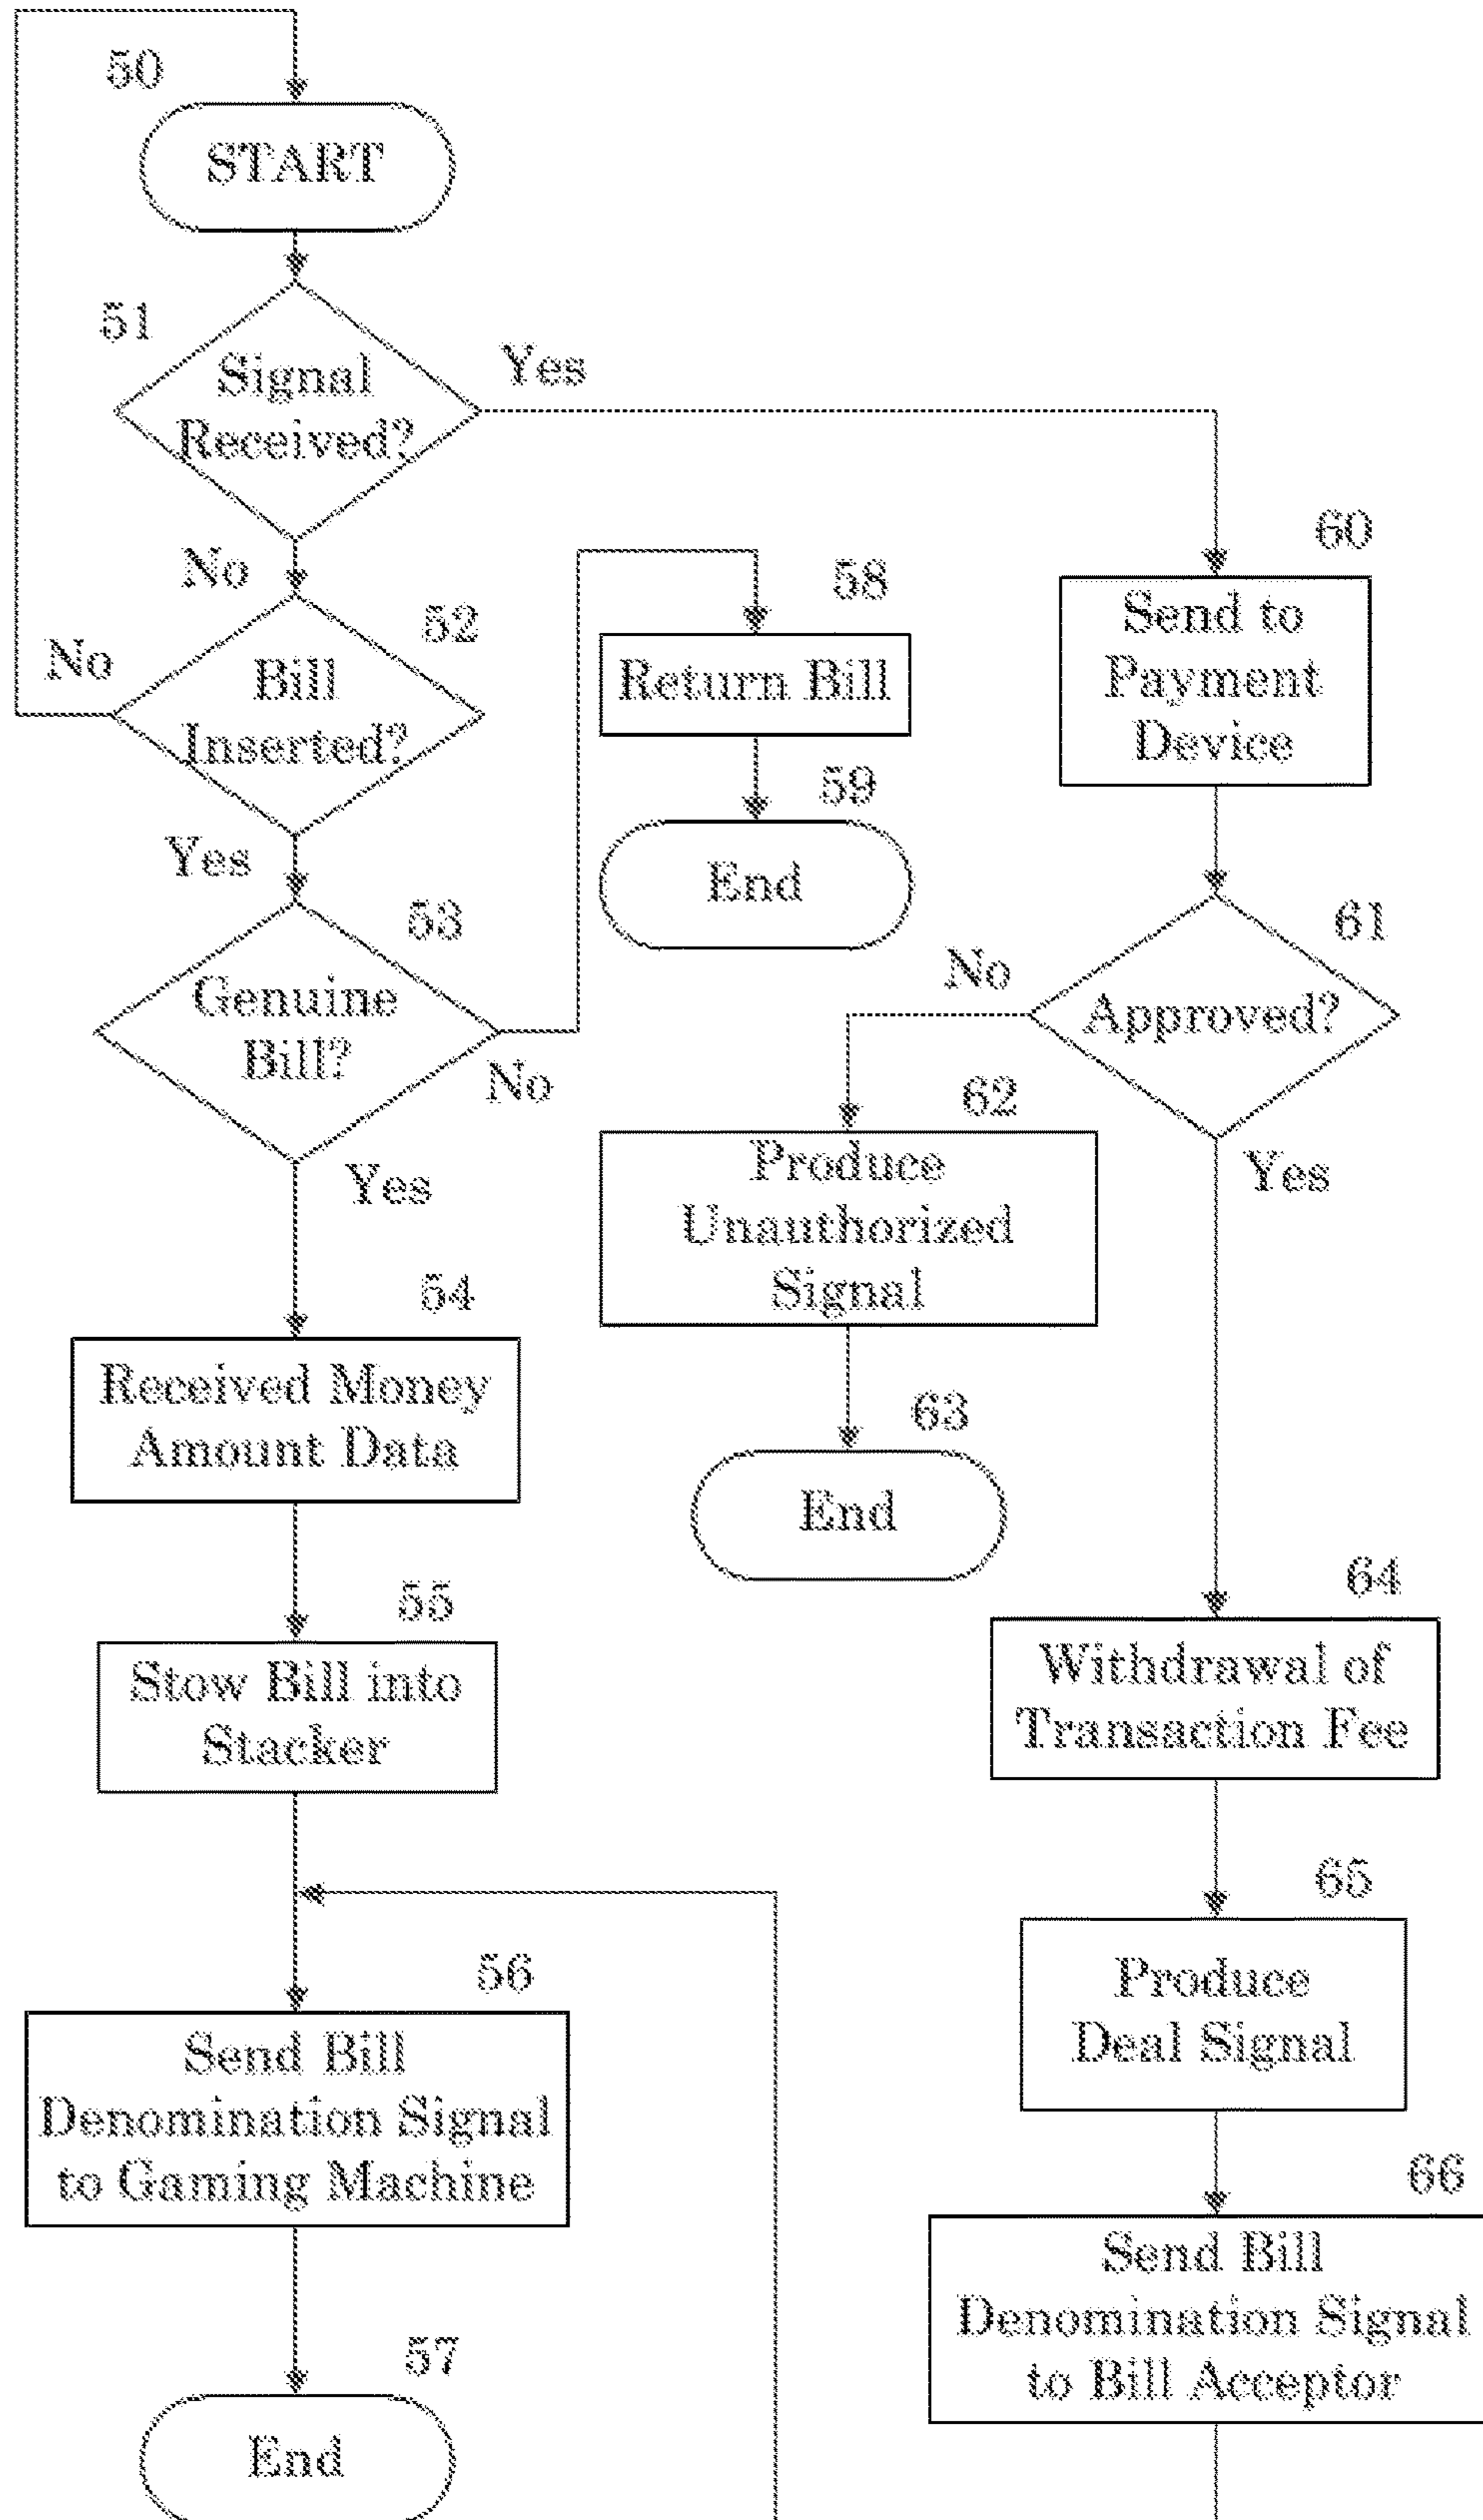 50
START
51
Signal
Received?
Yes
No
52
No
Bill
Inserted?
Yes
53
Genuine
Bill?
No
Yes
54
Received Money
Amount Data
55
Stow Bill into
Stacker
56
Send Bill
Denomination Signal
to Gaming Machine
57
End
58
Return Bill
59
End
60
Send to
Payment
Device
61
Approved?
No
Yes
62
Produce
Unauthorized
Signal
63
End
64
Withdrawal of
Transaction Fee
65
Produce
Deal Signal
66
Send Bill
Denomination Signal
to Bill Acceptor